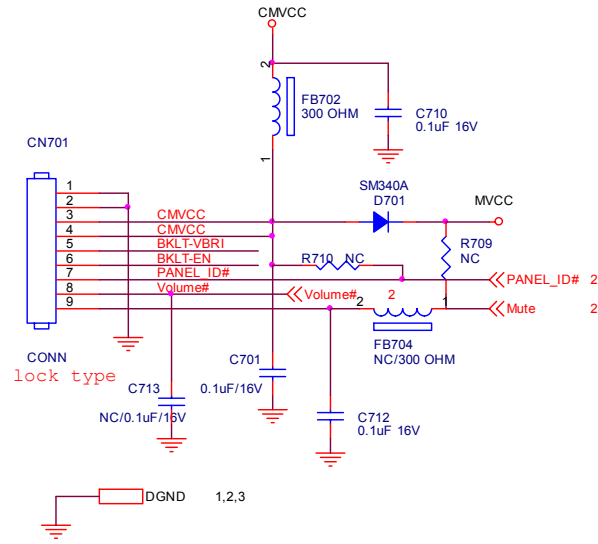 CMVCC
2
FB702
300 OHM
1
C710
0.1uF 16V
CN701
1
2
3
4
5
6
7
8
9
CMVCC
CMVCC
BKLT-VBRI
BKLT-EN
PANEL_ID#
Volume#
SM340A
D701
MVCC
R709
NC
R710 NC
PANEL_ID# 2
Volume# 2
Mute 2
2
1
FB704
NC/300 OHM
CONN
lock type
C713
NC/0.1uF/16V
C701
0.1uF/16V
C712
0.1uF 16V
DGND 1,2,3